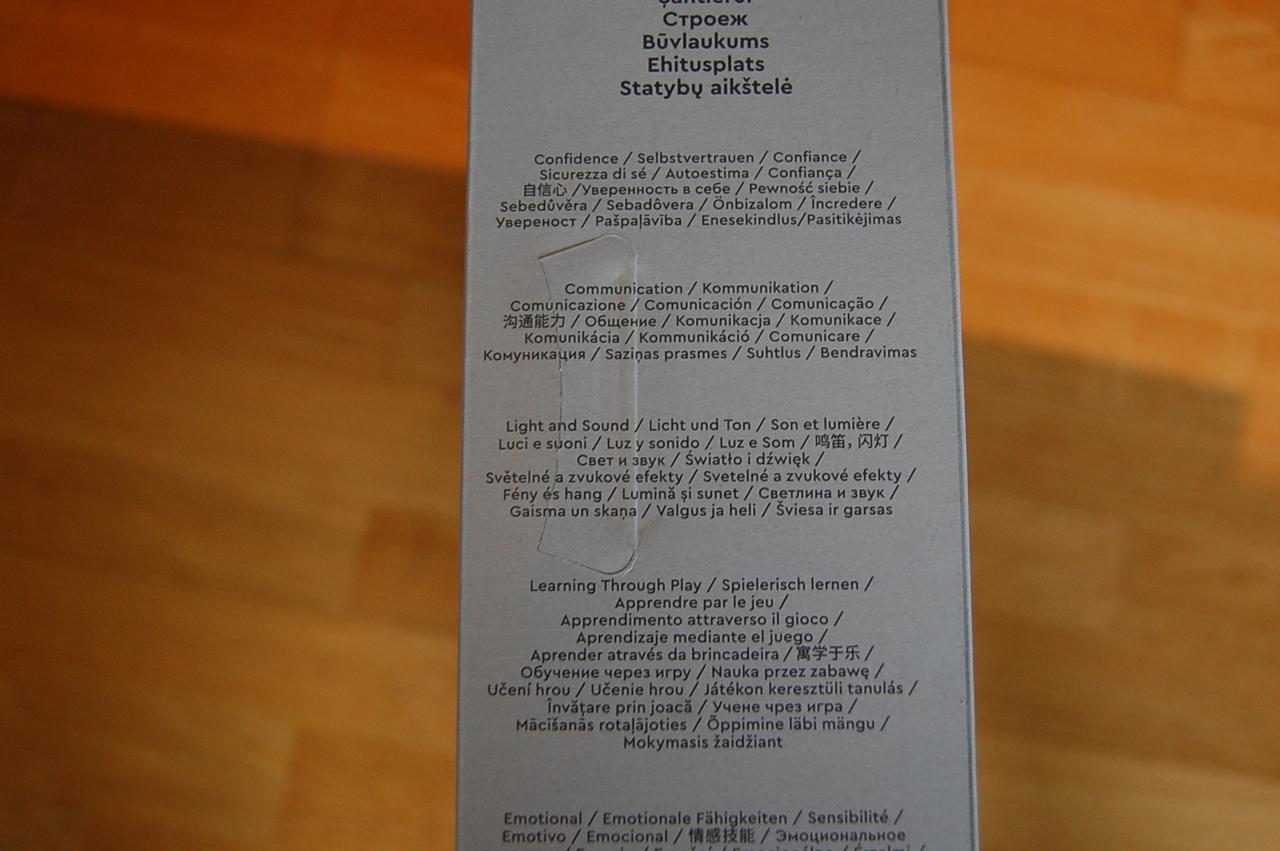 Șantierul
Строеж
Būvlaukums
Ehitusplats
Statybų aikštelė
Confidence / Selbstvertrauen / Confiance /
Sicurezza di sé / Autoestima / Confiança /
自信心 /Уверенность в себе / Pewność siebie /
Sebedůvěra / Sebadôvera / Önbizalom / Încredere /
Увереност / Pašpaļāvība / Enesekindlus/Pasitikėjimas
Communication / Kommunikation /
Comunicazione / Comunicación / Comunicação /
沟通能力 / Общение / Komunikacja / Komunikace /
Komunikácia / Kommunikáció / Comunicare /
Комуникация / Saziņas prasmes / Suhtlus / Bendravimas
Light and Sound / Licht und Ton / Son et lumière /
Luci e suoni / Luz y sonido / Luz e Som / 鸣笛，闪灯 /
Свет и звук / Światło i dźwięk /
Světelné a zvukové efekty / Svetelné a zvukové efekty /
Fény és hang / Lumină și sunet / Светлина и звук /
Gaisma un skaņa / Valgus ja heli / Šviesa ir garsas
Learning Through Play / Spielerisch lernen /
Apprendre par le jeu /
Apprendimento attraverso il gioco /
Aprendizaje mediante el juego /
Aprender através da brincadeira / 寓学于乐 /
Обучение через игру / Nauka przez zabawę /
Učení hrou / Učenie hrou / Játékon keresztüli tanulás /
Învățare prin joacă / Учене чрез игра /
Mācīšanās rotaļājoties / Õppimine läbi mängu /
Mokymasis žaidžiant
Emotional / Emotionale Fähigkeiten / Sensibilité /
Emotivo / Emocional / 情感技能 / Эмоциональное